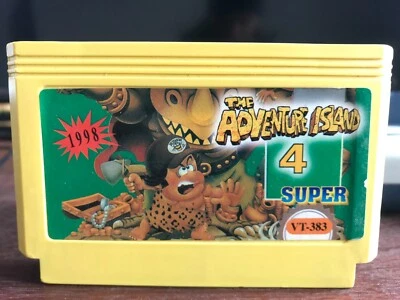 1998
THE
ADVENTURE ISLAND
4
SUPER
VT-383